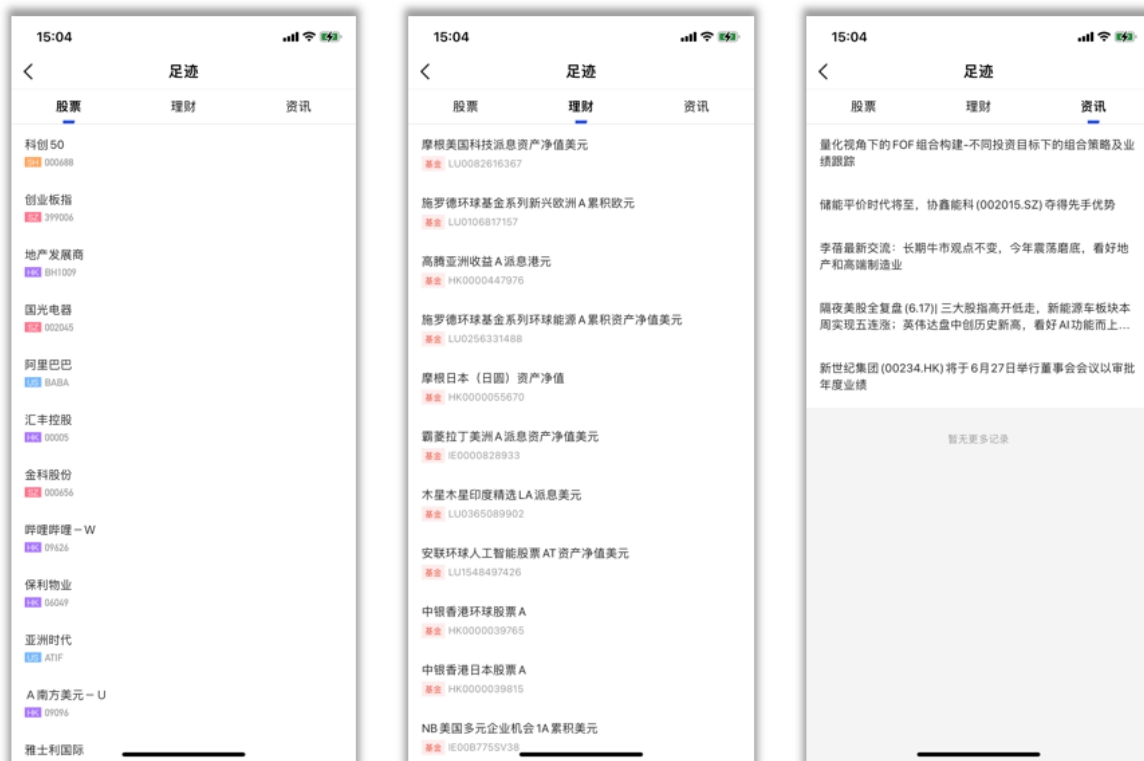 15:04
足迹
股票 理财 资讯
科创50
SH 000688
创业板指
SZ 399006
地产发展商
HK BH1009
国光电器
SZ 002045
阿里巴巴
US BABA
汇丰控股
HK 00005
金科股份
SZ 000656
哔哩哔哩－W
HK 09626
保利物业
HK 06049
亚洲时代
US ATIF
A南方美元－U
HK 09096
雅士利国际
15:04
足迹
股票 理财 资讯
摩根美国科技派息资产净值美元
基金 LU0082616367
施罗德环球基金系列新兴欧洲A累积欧元
基金 LU0106817157
高腾亚洲收益A派息港元
基金 HK0000447976
施罗德环球基金系列环球能源A累积资产净值美元
基金 LU0256331488
摩根日本（日圆）资产净值
基金 HK0000055670
霸菱拉丁美洲A派息资产净值美元
基金 IE0000828933
木星木星印度精选LA派息美元
基金 LU0365089902
安联环球人工智能股票AT资产净值美元
基金 LU1548497426
中银香港环球股票A
基金 HK0000039765
中银香港日本股票A
基金 HK0000039815
NB美国多元企业机会1A累积美元
基金 IE00B775SV38
15:04
足迹
股票 理财 资讯
量化视角下的FOF组合构建-不同投资目标下的组合策略及业
绩跟踪
储能平价时代将至，协鑫能科(002015.SZ)夺得先手优势
李蓓最新交流：长期牛市观点不变，今年震荡磨底，看好地
产和高端制造业
隔夜美股全复盘(6.17)| 三大股指高开低走，新能源车板块本
周实现五连涨；英伟达盘中创历史新高，看好AI功能而上...
新世纪集团(00234.HK)将于6月27日举行董事会会议以审批
年度业绩
暂无更多记录